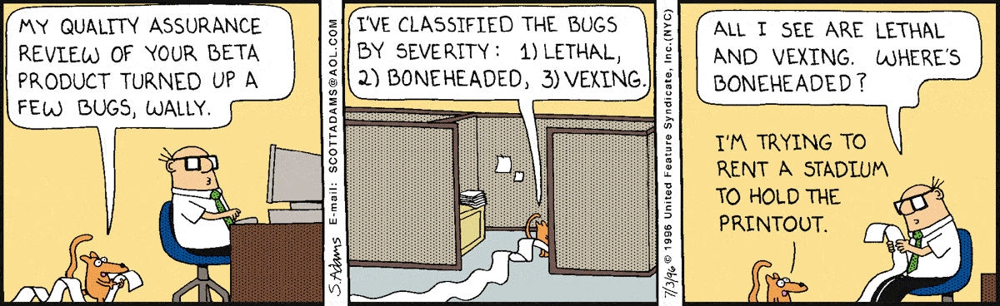 MY QUALITY ASSURANCE
REVIEW OF YOUR BETA
PRODUCT TURNED UP A
FEW BUGS, WALLY.
S. Adams E-mail: SCOTTADAMS@AOL.COM
I'VE CLASSIFIED THE BUGS
BY SEVERITY: 1) LETHAL,
2) BONEHEADED, 3) VEXING.
7/3/96 © 1996 United Feature Syndicate, Inc.(NYC)
ALL I SEE ARE LETHAL
AND VEXING. WHERE'S
BONEHEADED?
I'M TRYING TO
RENT A STADIUM
TO HOLD THE
PRINTOUT.